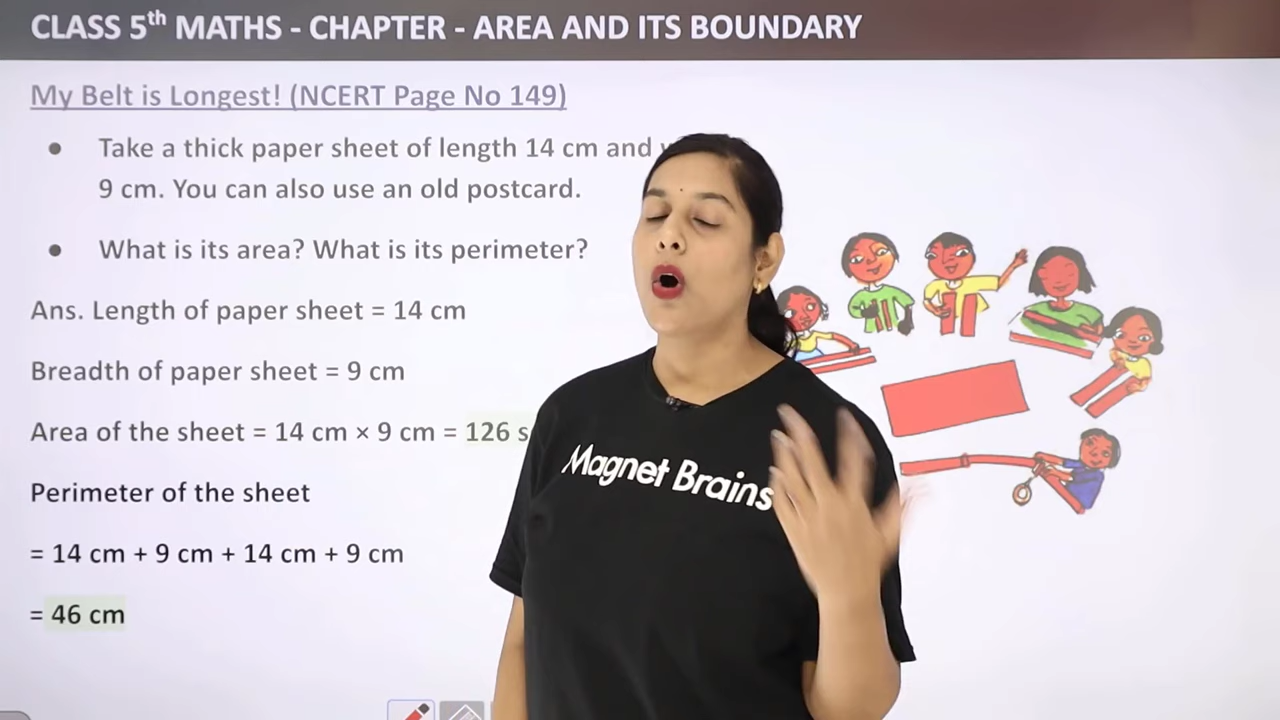 CLASS 5th MATHS - CHAPTER - AREA AND ITS BOUNDARY
My Belt is Longest! (NCERT Page No 149)
● Take a thick paper sheet of length 14 cm and
9 cm. You can also use an old postcard.
● What is its area? What is its perimeter?
Ans. Length of paper sheet = 14 cm
Breadth of paper sheet = 9 cm
Area of the sheet = 14 cm × 9 cm = 126 s
Perimeter of the sheet
= 14 cm + 9 cm + 14 cm + 9 cm
= 46 cm
Magnet Brains